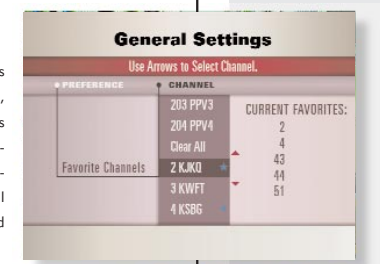 General Settings
Use Arrows to Select Channel.
PREFERENCE CHANNEL
203 PPV3
204 PPV4
Clear All
Favorite Channels 2 KJKQ
3 KWFT
4 KSBG
CURRENT FAVORITES:
2
4
43
44
51